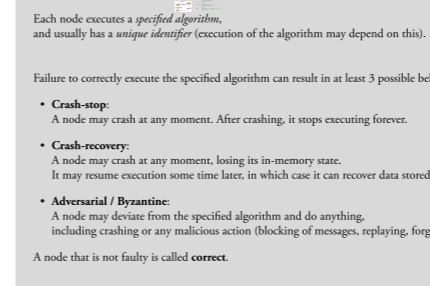 Each node executes a specified algorithm,
and usually has a unique identifier (execution of the algorithm may depend on this).
Failure to correctly execute the specified algorithm can result in at least 3 possible
• Crash-stop:
A node may crash at any moment. After crashing, it stops executing forever.
• Crash-recovery:
A node may crash at any moment, losing its in-memory state.
It may resume execution some time later, in which case it can recover data stored
• Adversarial / Byzantine:
A node may deviate from the specified algorithm and do anything,
including crashing or any malicious action (blocking of messages, replaying,
A node that is not faulty is called correct.